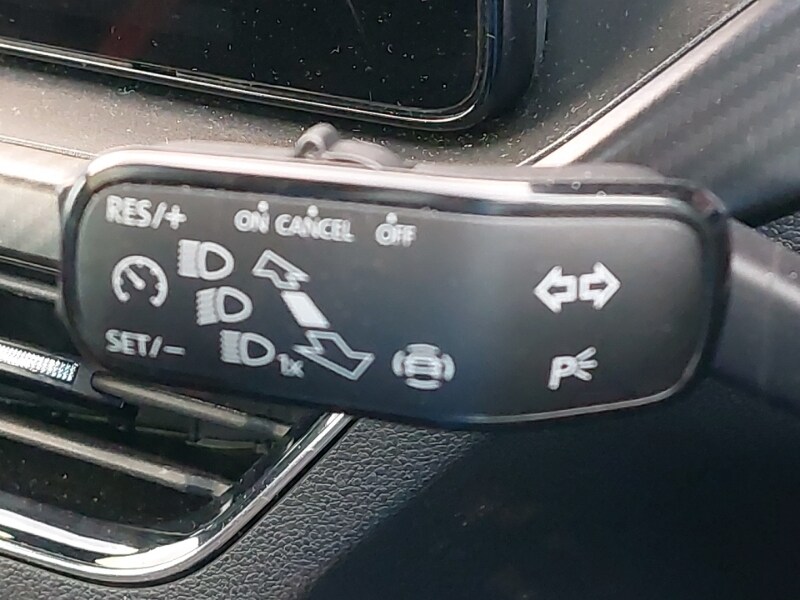 RES/+ ON CANCEL OFF
SET/-
1x
P